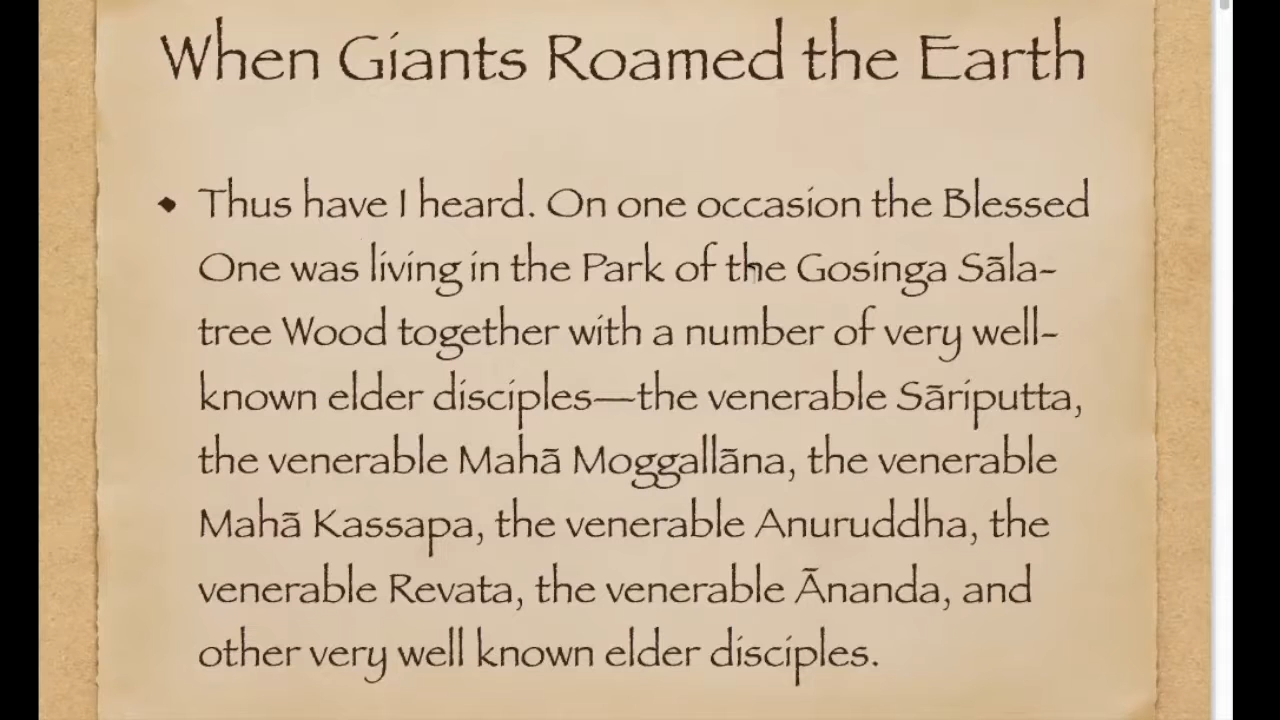 When Giants Roamed the Earth
• Thus have I heard. On one occasion the Blessed
One was living in the Park of the Gosinga Sāla-
tree Wood together with a number of very well-
known elder disciples—the venerable Sāriputta,
the venerable Mahā Moggallāna, the venerable
Mahā Kassapa, the venerable Anuruddha, the
venerable Revata, the venerable Ānanda, and
other very well known elder disciples.